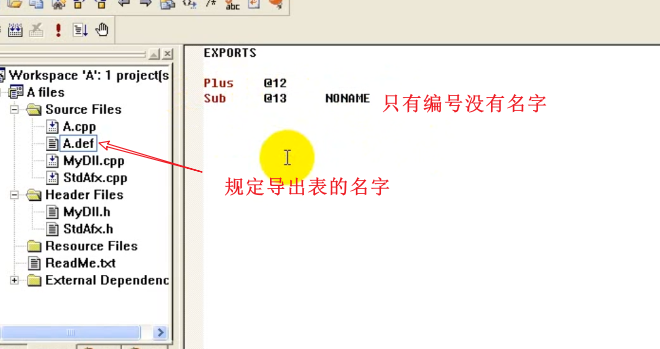 EXPORTS
Plus @12
Sub @13 NONAME
只有编号没有名字
规定导出表的名字
Workspace 'A': 1 project[s
A files
Source Files
A.cpp
A.def
MyDll.cpp
StdAfx.cpp
Header Files
MyDll.h
StdAfx.h
Resource Files
ReadMe.txt
External Dependenc